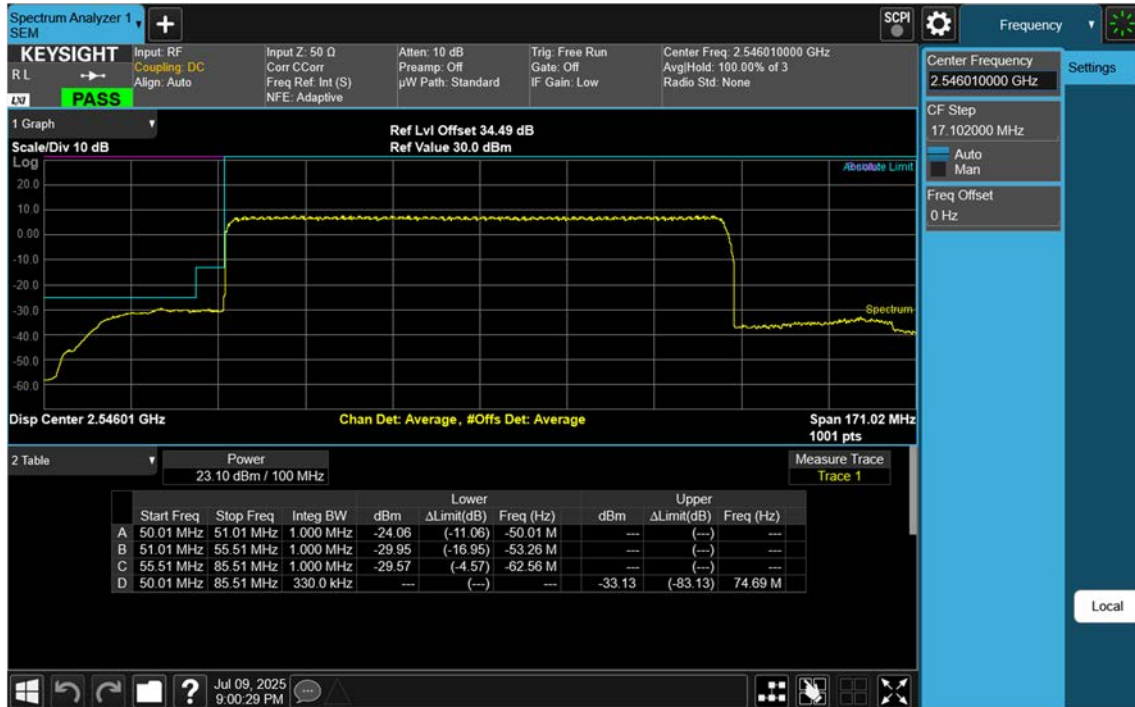 Spectrum Analyzer 1
SEM
SCPI
Frequency
KEYSIGHT
R L
LXI
PASS
Input: RF
Coupling: DC
Align: Auto
Input Z: 50 Ω
Corr CCorr
Freq Ref: Int (S)
NFE: Adaptive
Atten: 10 dB
Preamp: Off
µW Path: Standard
Trig: Free Run
Gate: Off
IF Gain: Low
Center Freq: 2.546010000 GHz
Avg|Hold: 100.00% of 3
Radio Std: None
Center Frequency
2.546010000 GHz
Settings
CF Step
17.102000 MHz
Auto
Man
Freq Offset
0 Hz
1 Graph
Scale/Div 10 dB
Ref Lvl Offset 34.49 dB
Ref Value 30.0 dBm
Log
Absolute Limit
20.0
10.0
0.00
-10.0
-20.0
-30.0
Spectrum
-40.0
-50.0
-60.0
Disp Center 2.54601 GHz
Chan Det: Average, #Offs Det: Average
Span 171.02 MHz
1001 pts
2 Table
Power
23.10 dBm / 100 MHz
Measure Trace
Trace 1
Lower Upper
Start Freq Stop Freq Integ BW dBm ΔLimit(dB) Freq (Hz) dBm ΔLimit(dB) Freq (Hz)
A 50.01 MHz 51.01 MHz 1.000 MHz -24.06 (-11.06) -50.01 M --- (---) ---
B 51.01 MHz 55.51 MHz 1.000 MHz -29.95 (-16.95) -53.26 M --- (---) ---
C 55.51 MHz 85.51 MHz 1.000 MHz -29.57 (-4.57) -62.56 M --- (---) ---
D 50.01 MHz 85.51 MHz 330.0 kHz --- (---) --- -33.13 (-83.13) 74.69 M
Local
?
Jul 09, 2025
9:00:29 PM